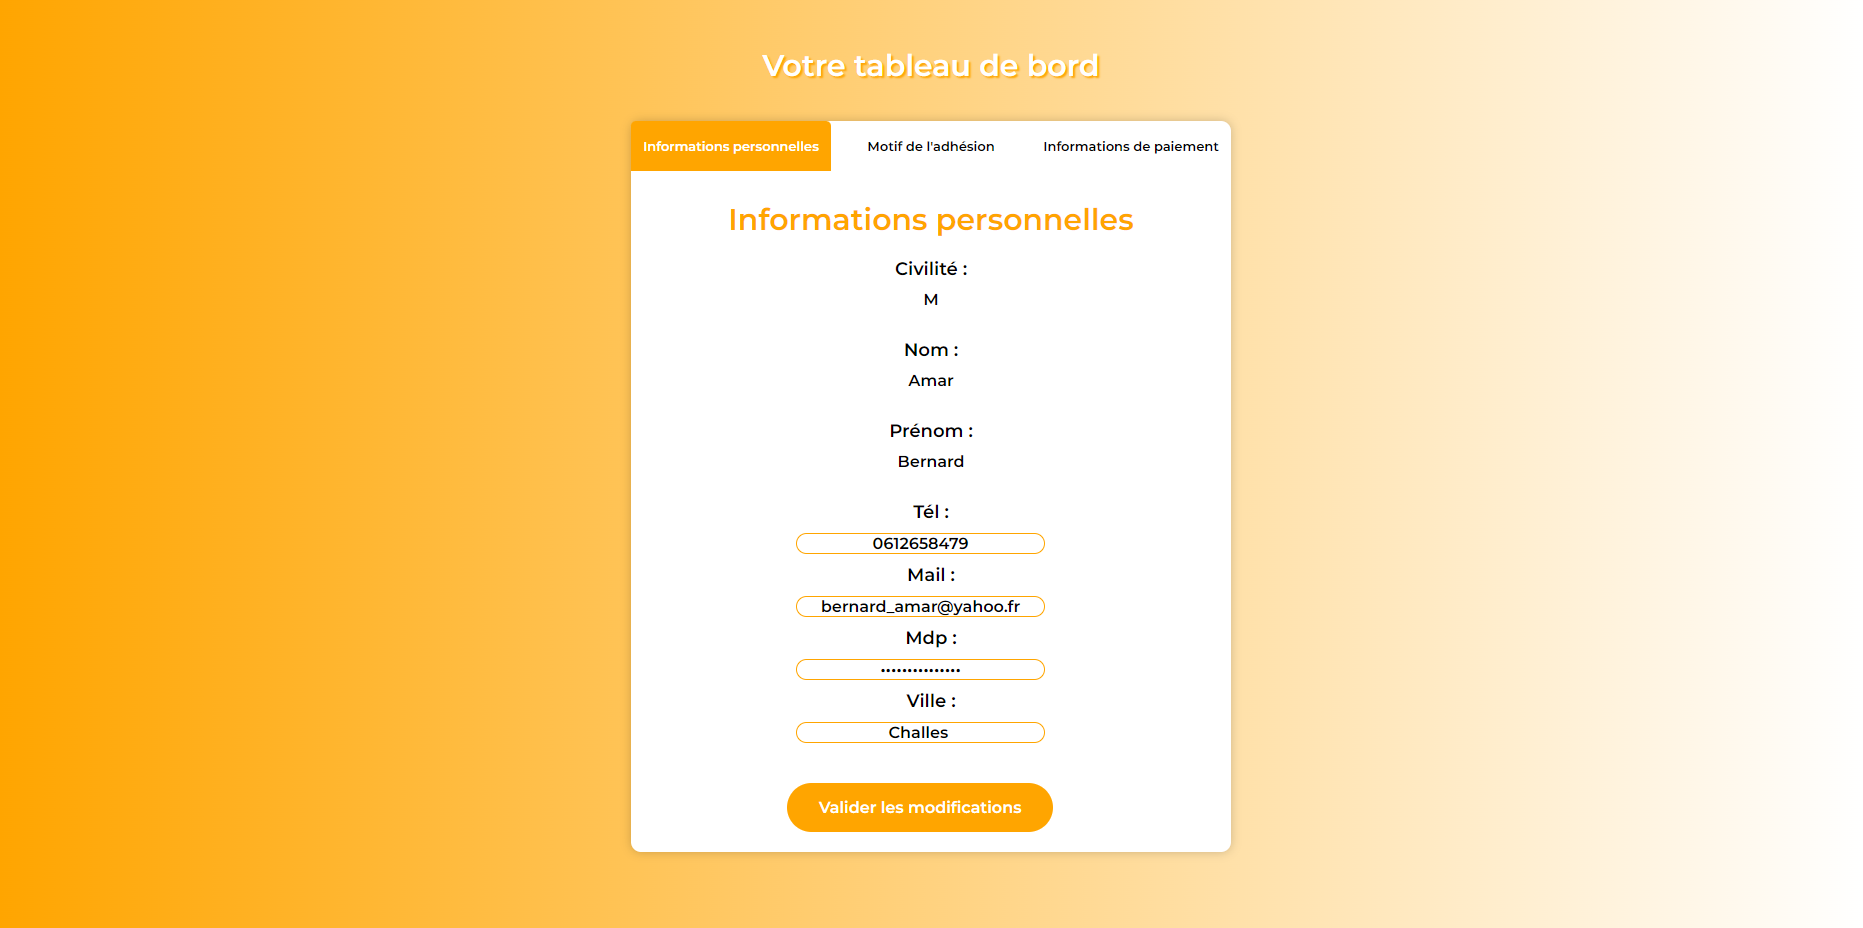 Votre tableau de bord
Informations personnelles
Motif de l'adhésion
Informations de paiement
Informations personnelles
Civilité :
M
Nom :
Amar
Prénom :
Bernard
Tél :
0612658479
Mail :
bernard_amar@yahoo.fr
Mdp :
•••••••••••••••
Ville :
Challes
Valider les modifications